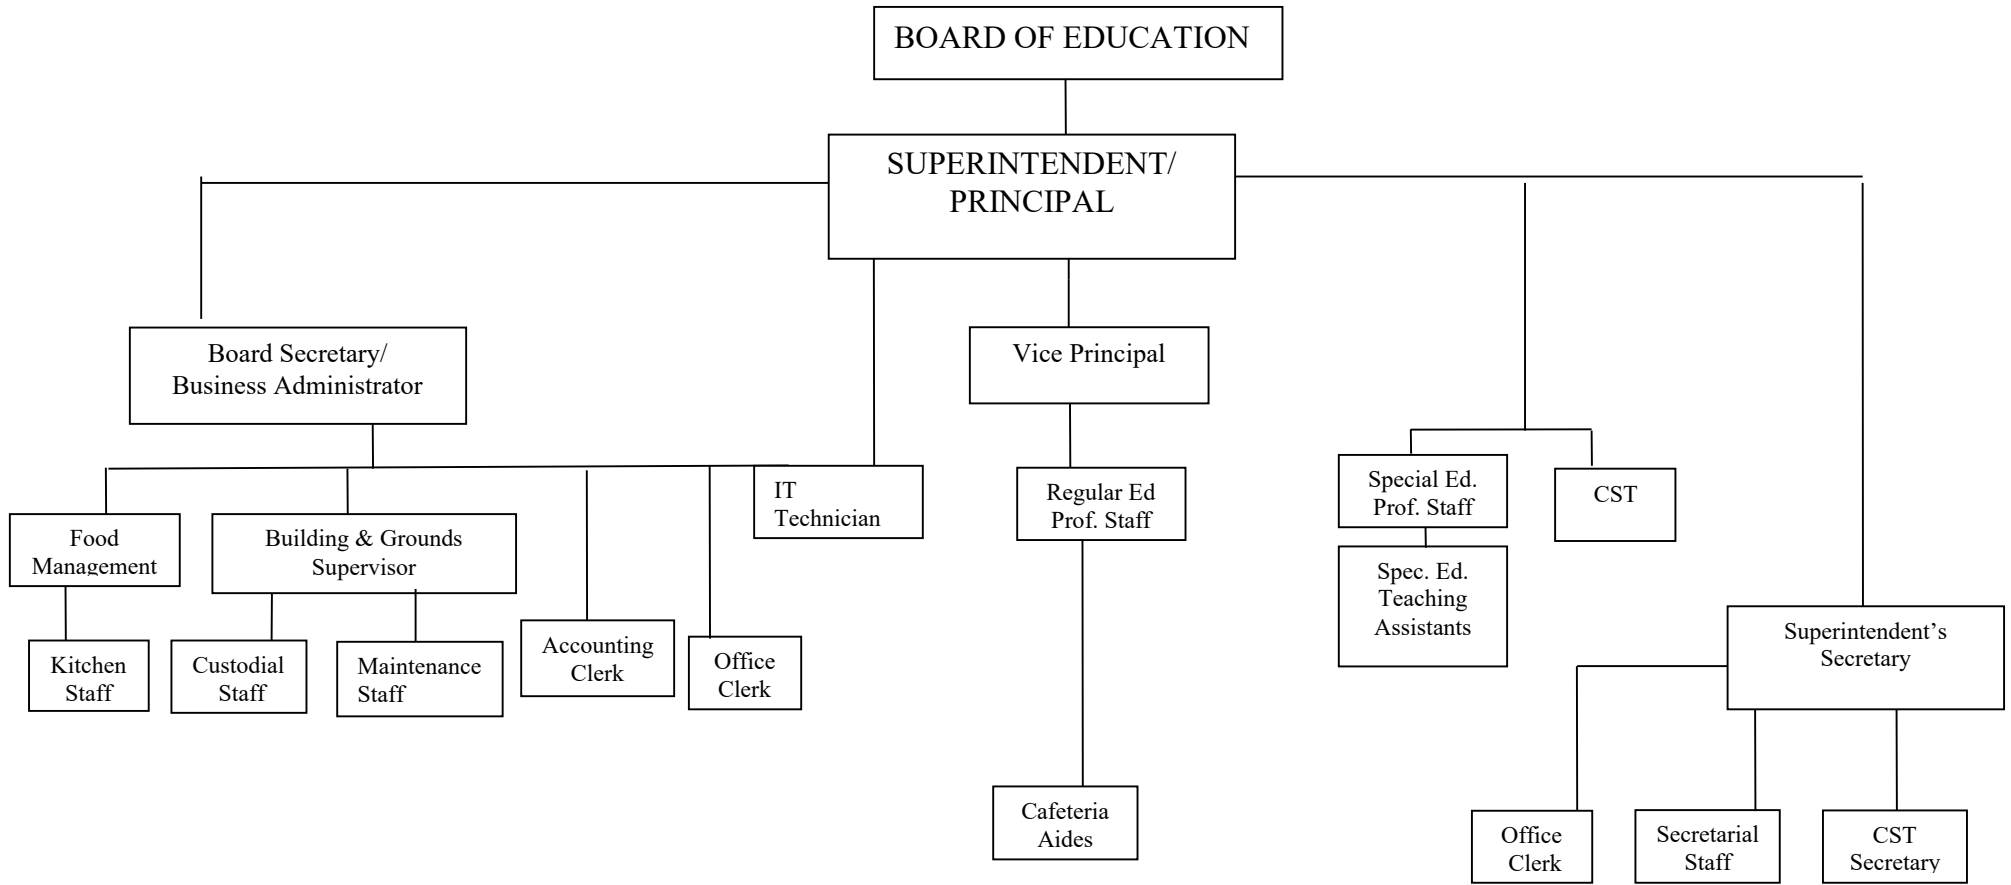 BOARD OF EDUCATION
SUPERINTENDENT/
PRINCIPAL
Board Secretary/
Business Administrator
Vice Principal
IT
Technician
Regular Ed
Prof. Staff
Special Ed.
Prof. Staff
CST
Food
Management
Building & Grounds
Supervisor
Spec. Ed.
Teaching
Assistants
Kitchen
Staff
Custodial
Staff
Maintenance
Staff
Accounting
Clerk
Office
Clerk
Superintendent’s
Secretary
Cafeteria
Aides
Office
Clerk
Secretarial
Staff
CST
Secretary